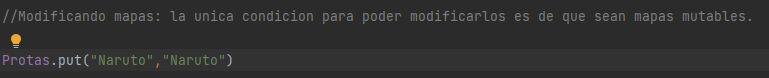 //Modificando mapas: la unica condicion para poder modificarlos es de que sean mapas mutables.
Protas.put("Naruto","Naruto")